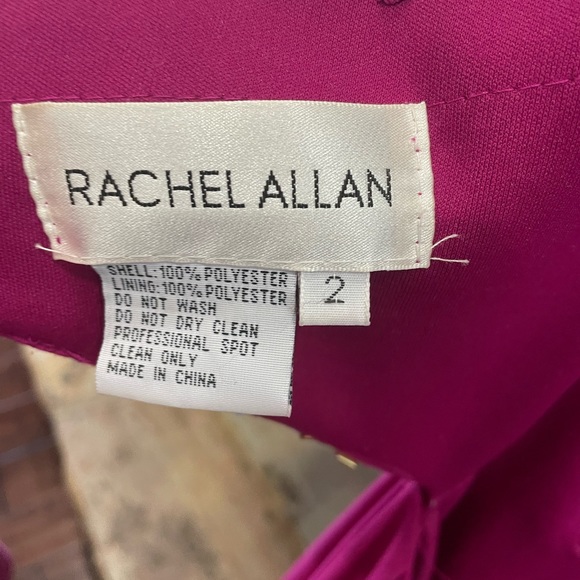 RACHEL ALLAN
SHELL:100% POLYESTER
LINING:100% POLYESTER
DO NOT WASH
DO NOT DRY CLEAN
PROFESSIONAL SPOT
CLEAN ONLY
MADE IN CHINA
2